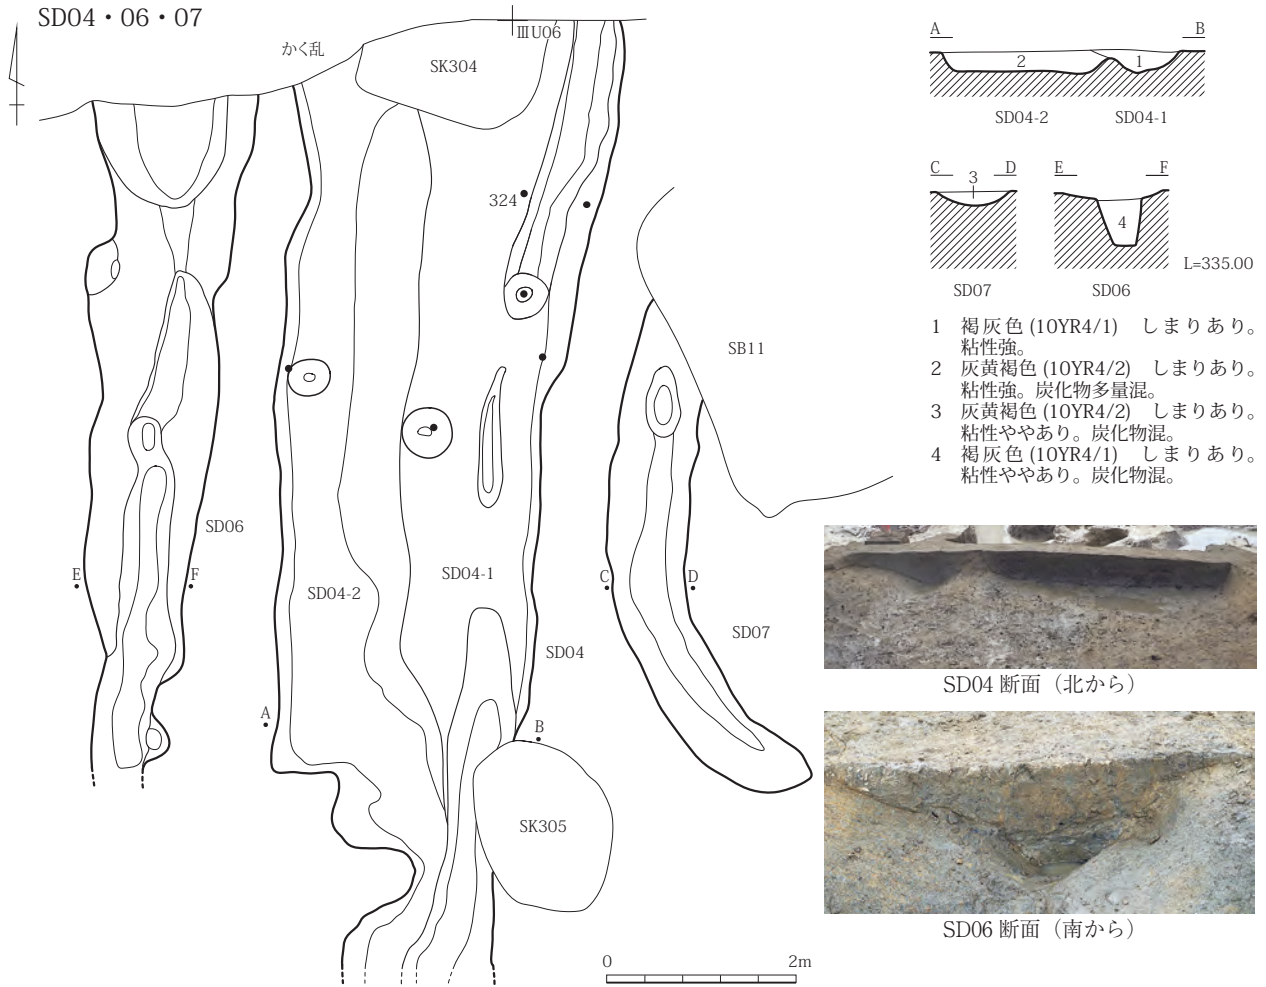 SD04・06・07
かく乱
ⅢU06
SK304
324
SB11
SD06
E
F
SD04-2
SD04-1
C
D
SD07
SD04
A
B
SK305
0
2m
A
B
2
1
SD04-2
SD04-1
C
3
D
E
F
4
L=335.00
SD07
SD06
1 褐灰色 (10YR4/1) しまりあり。
粘性強。
2 灰黄褐色 (10YR4/2) しまりあり。
粘性強。炭化物多量混。
3 灰黄褐色 (10YR4/2) しまりあり。
粘性ややあり。炭化物混。
4 褐灰色 (10YR4/1) しまりあり。
粘性ややあり。炭化物混。
SD04 断面（北から）
SD06 断面（南から）